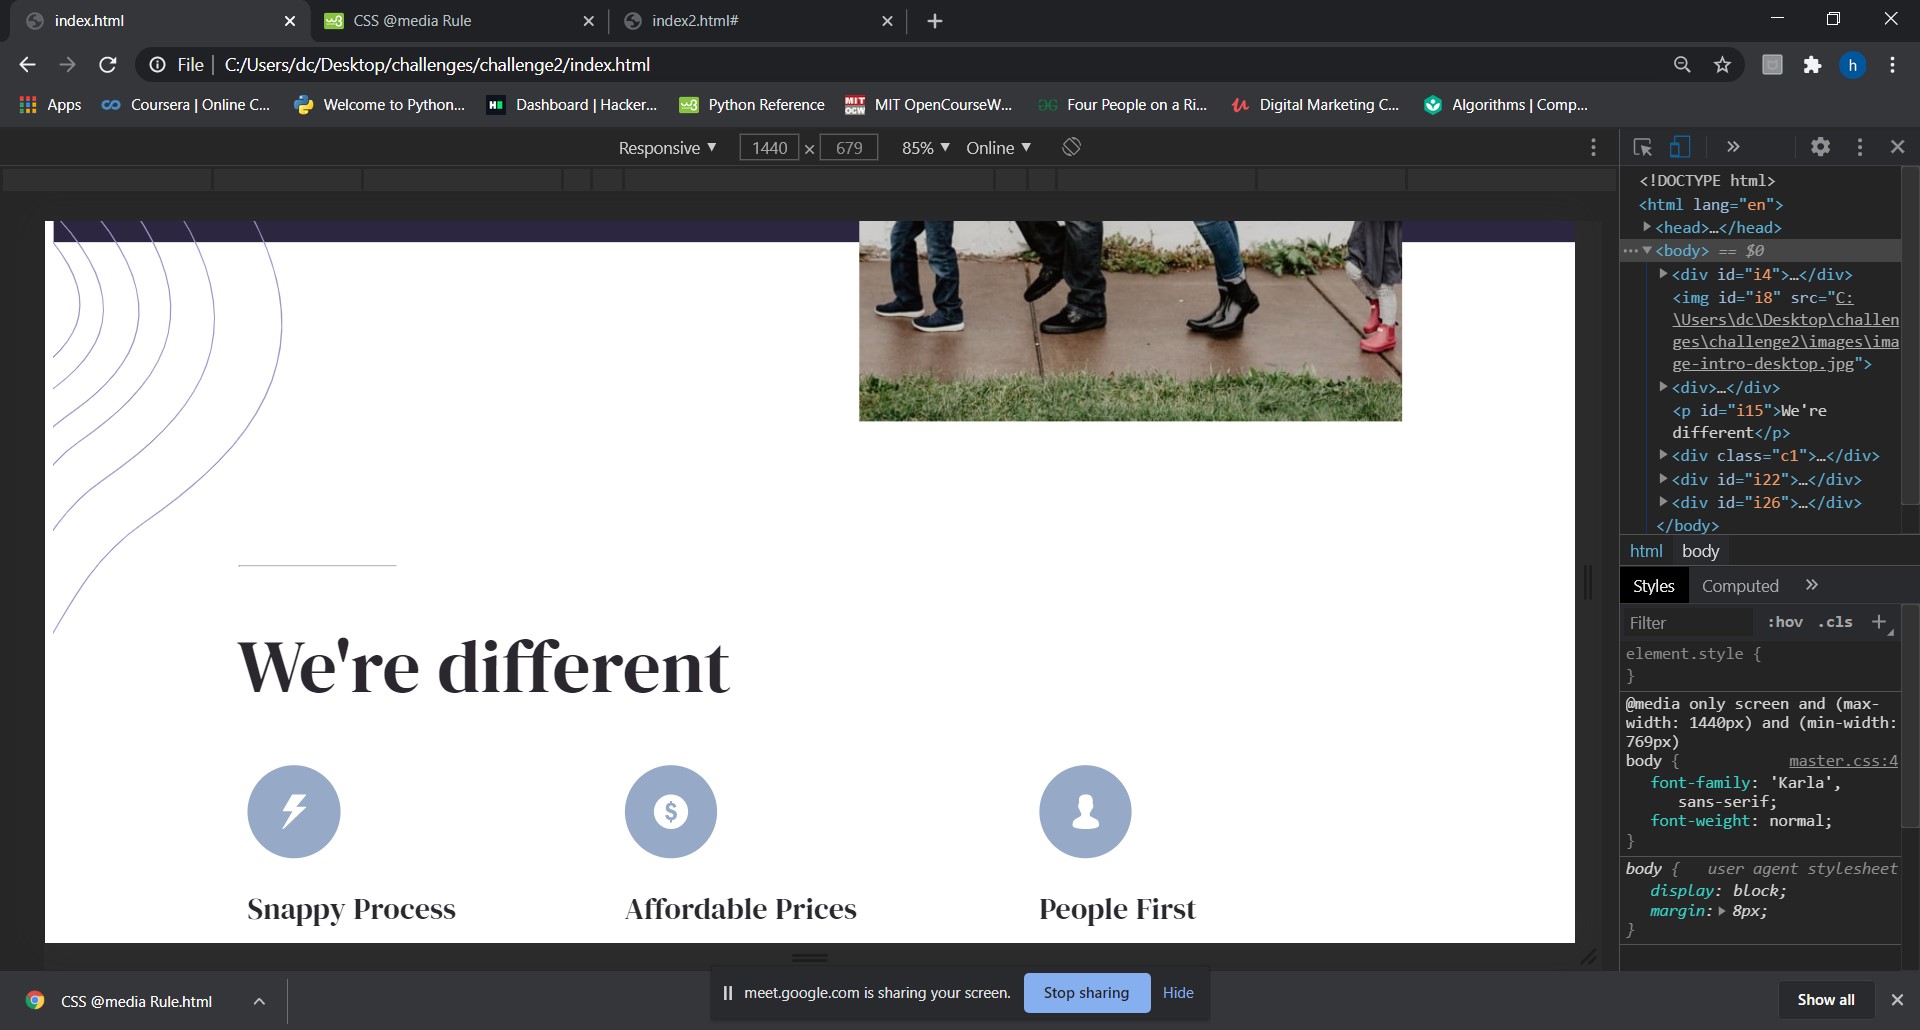 index.html
CSS @media Rule
index2.html#
File
C:/Users/dc/Desktop/challenges/challenge2/index.html
h
Apps
Coursera | Online C...
Welcome to Python...
Dashboard | Hacker...
Python Reference
MIT OpenCourseW...
Four People on a Ri...
Digital Marketing C...
Algorithms | Comp...
Responsive
1440 × 679
85%
Online
<!DOCTYPE html>
<html lang="en">
<head>…</head>
<body> == $0
<div id="i4">…</div>
<img id="i8" src="C:
\Users\dc\Desktop\challen
ges\challenge2\images\ima
ge-intro-desktop.jpg">
<div>…</div>
<p id="i15">We're
different</p>
<div class="c1">…</div>
<div id="i22">…</div>
<div id="i26">…</div>
</body>
html body
Styles Computed
Filter
:hov .cls
element.style {
}
@media only screen and (max-
width: 1440px) and (min-width:
769px)
body { master.css:4
font-family: 'Karla',
sans-serif;
font-weight: normal;
}
body { user agent stylesheet
display: block;
margin: 8px;
}
We're different
$
Snappy Process
Affordable Prices
People First
CSS @media Rule.html
meet.google.com is sharing your screen.
Stop sharing
Hide
Show all